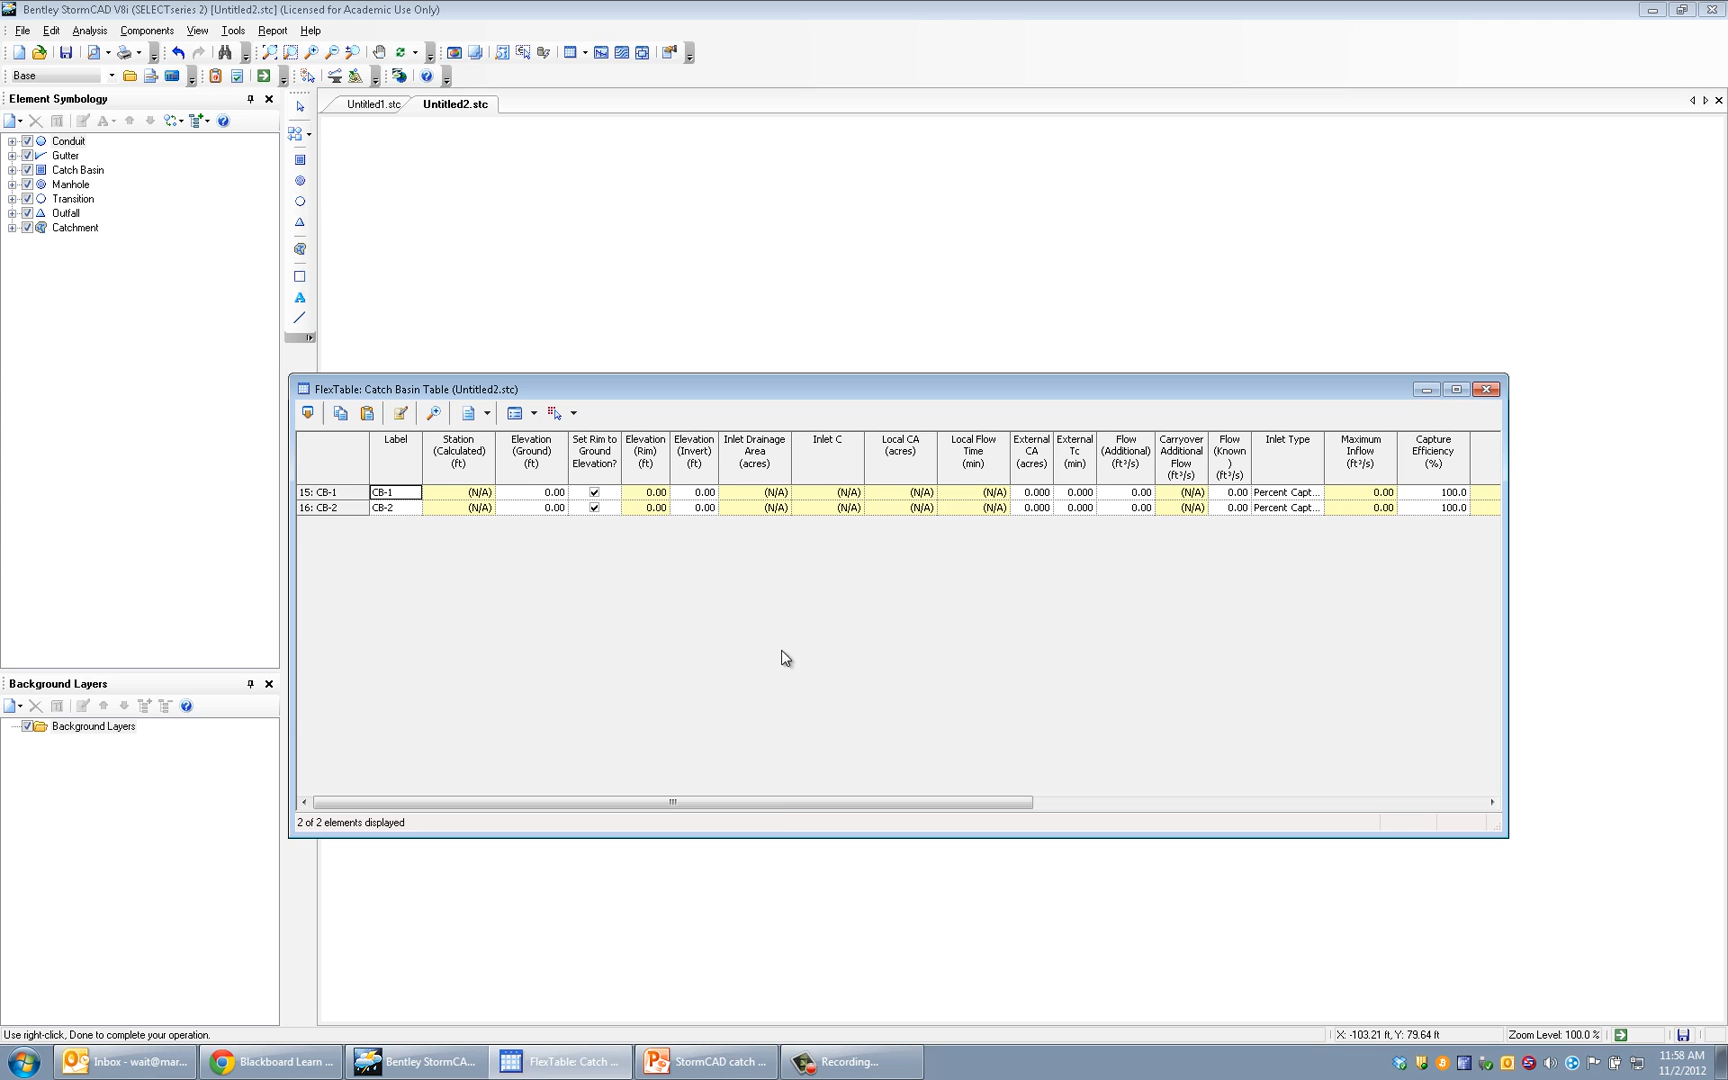 Bentley StormCAD V8i (SELECTseries 2) [Untitled2.stc] (Licensed for Academic Use Only)
File Edit Analysis Components View Tools Report Help
Base
Element Symbology
Untitled1.stc Untitled2.stc
Conduit
Gutter
Catch Basin
Manhole
Transition
Outfall
Catchment
FlexTable: Catch Basin Table (Untitled2.stc)
Label Station (Calculated) (ft) Elevation (Ground) (ft) Set Rim to Ground Elevation? Elevation (Rim) (ft) Elevation (Invert) (ft) Inlet Drainage Area (acres) Inlet C Local CA (acres) Local Flow Time (min) External CA (acres) External Tc (min) Flow (Additional) (ft³/s) Carryover Additional Flow (ft³/s) Flow (Known ) (ft³/s) Inlet Type Maximum Inflow (ft³/s) Capture Efficiency (%)
15: CB-1 CB-1 (N/A) 0.00 0.00 0.00 (N/A) (N/A) (N/A) (N/A) 0.000 0.000 0.00 (N/A) 0.00 Percent Capt... 0.00 100.0
16: CB-2 CB-2 (N/A) 0.00 0.00 0.00 (N/A) (N/A) (N/A) (N/A) 0.000 0.000 0.00 (N/A) 0.00 Percent Capt... 0.00 100.0
2 of 2 elements displayed
Background Layers
Background Layers
Use right-click, Done to complete your operation.
X: -103.21 ft, Y: 79.64 ft Zoom Level: 100.0 %
Inbox - wait@mar... Blackboard Learn ... Bentley StormCA... FlexTable: Catch ... StormCAD catch ... Recording...
11:58 AM
11/2/2012